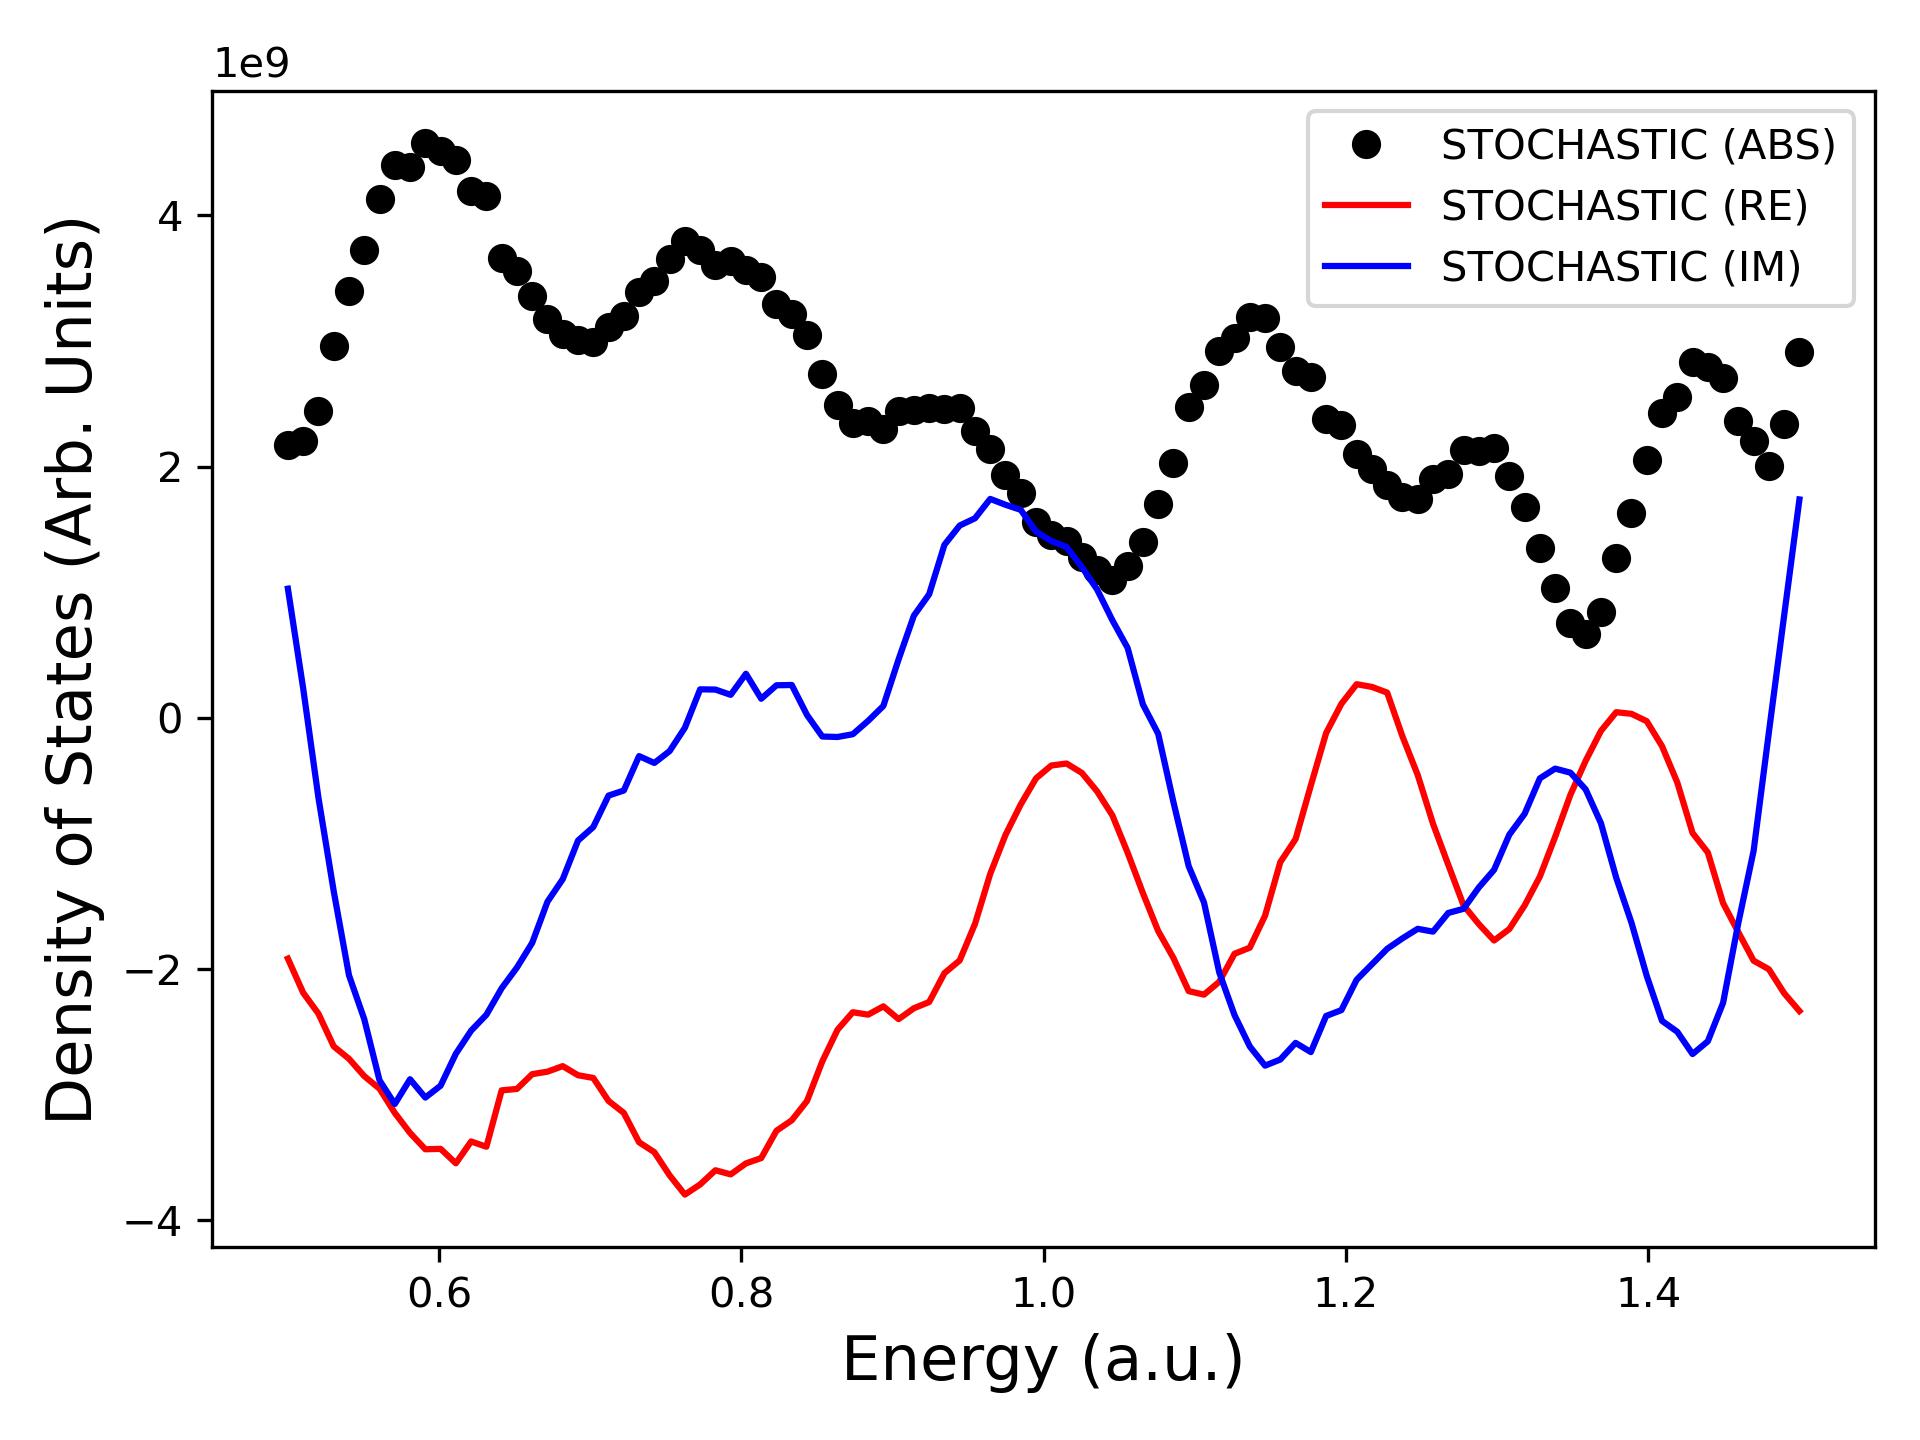 1e9
Density of States (Arb. Units)
4
2
0
−2
−4
STOCHASTIC (ABS)
STOCHASTIC (RE)
STOCHASTIC (IM)
0.6 0.8 1.0 1.2 1.4
Energy (a.u.)